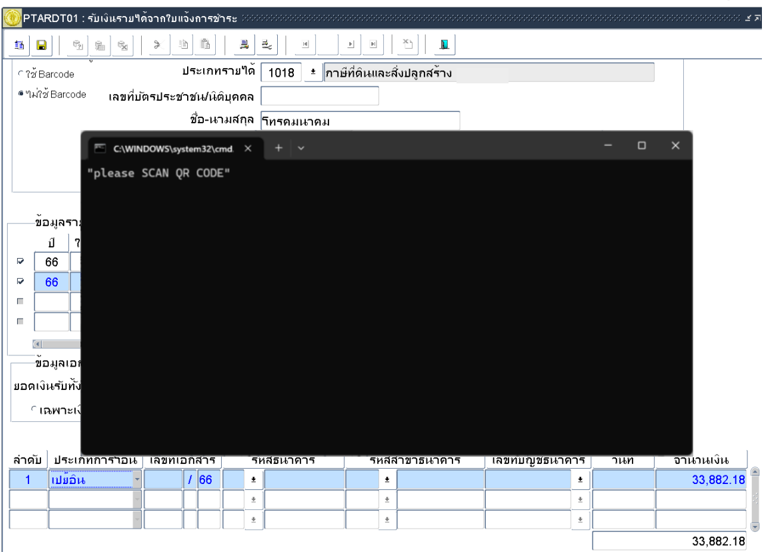 PTARDT01 : รับเงินรายได้จากใบแจ้งการชำระ
ใช้ Barcode
ไม่ใช้ Barcode
ประเภทรายได้ 1018 ภาษีที่ดินและสิ่งปลูกสร้าง
เลขที่บัตรประชาชน/นิติบุคคล
ชื่อ-นามสกุล วิทรคมนาคม
C:\WINDOWS\system32\cmd.
"please SCAN QR CODE"
ข้อมูลรา
ปี ใ
66
66
ข้อมูลเอก
ยอดเงินรับทั้ง
เฉพาะเงิ
ลำดับ ประเภทการรับเงิน เลขที่เอกสาร รหัสธนาคาร รหัสสาขาธนาคาร เลขที่บัญชีธนาคาร วันที่ จำนวนเงิน
1 / 66 33,882.18
33,882.18